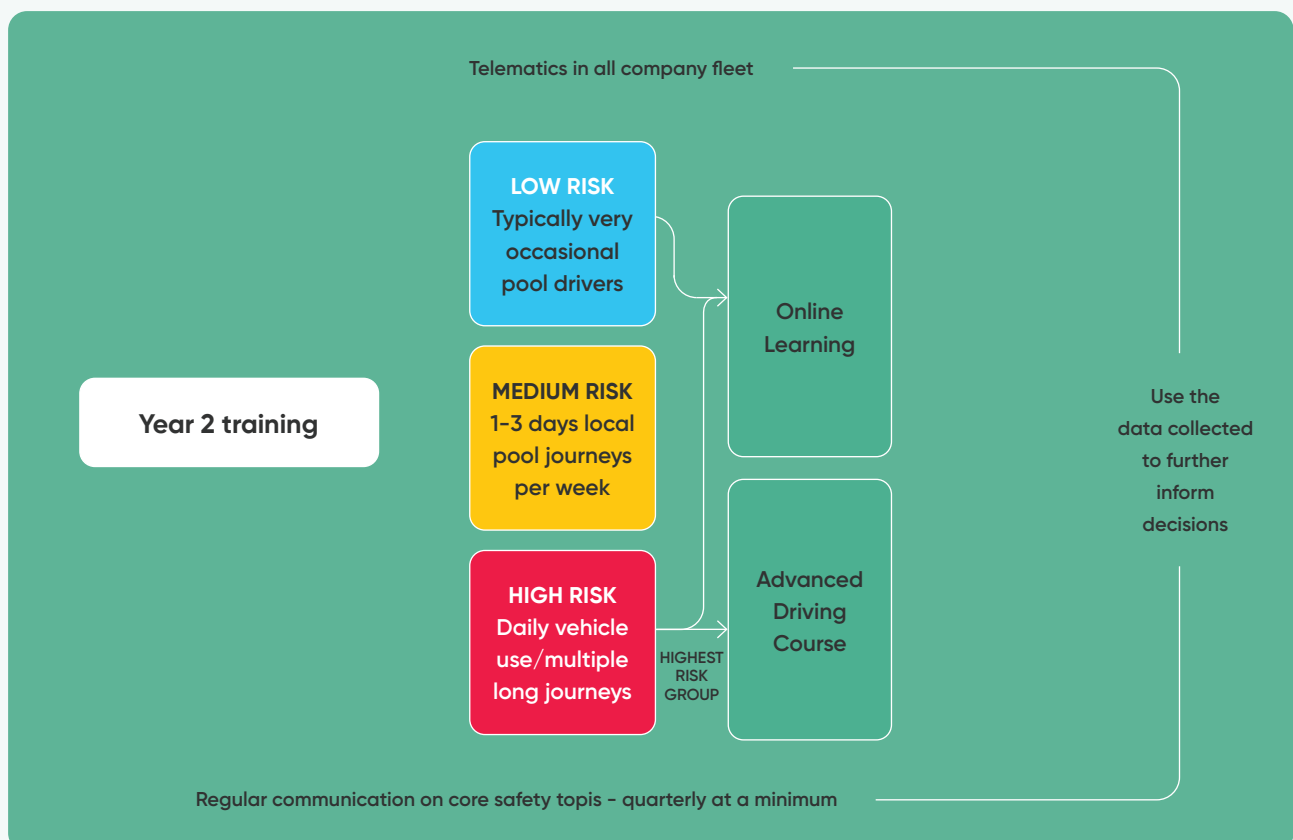 Telematics in all company fleet
LOW RISK
Typically very
occasional
pool drivers
Online
Learning
MEDIUM RISK
1-3 days local
pool journeys
per week
Year 2 training
Use the
data collected
to further
inform
decisions
HIGH RISK
Daily vehicle
use/multiple
long journeys
HIGHEST
RISK
GROUP
Advanced
Driving
Course
Regular communication on core safety topis - quarterly at a minimum